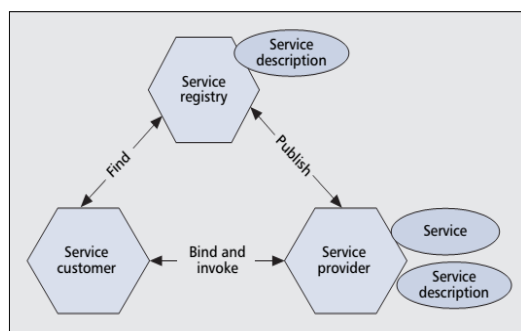 Service
description
Service
registry
Find
Publish
Service
customer
Bind and
invoke
Service
provider
Service
Service
description